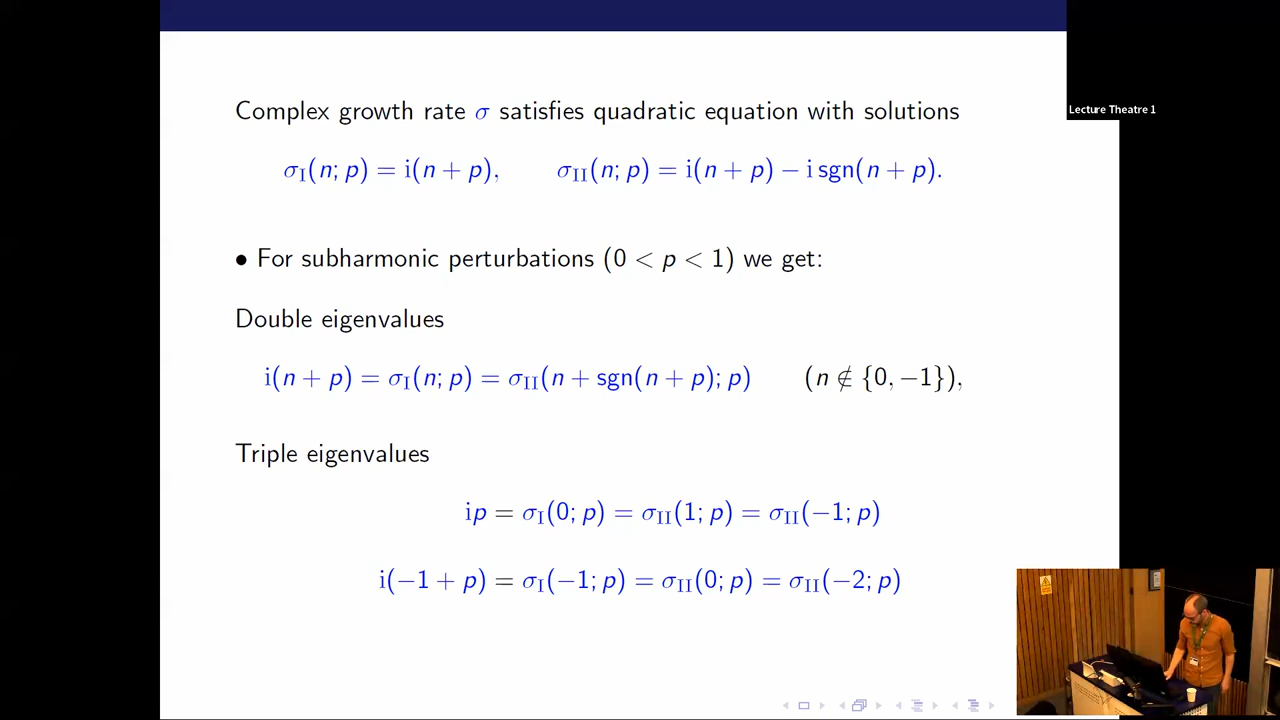 Complex growth rate σ satisfies quadratic equation with solutions
σ_I(n; p) = i(n + p), σ_II(n; p) = i(n + p) − i sgn(n + p).
• For subharmonic perturbations (0 < p < 1) we get:
Double eigenvalues
i(n + p) = σ_I(n; p) = σ_II(n + sgn(n + p); p) (n ∉ {0, −1}),
Triple eigenvalues
ip = σ_I(0; p) = σ_II(1; p) = σ_II(−1; p)
i(−1 + p) = σ_I(−1; p) = σ_II(0; p) = σ_II(−2; p)
Lecture Theatre 1